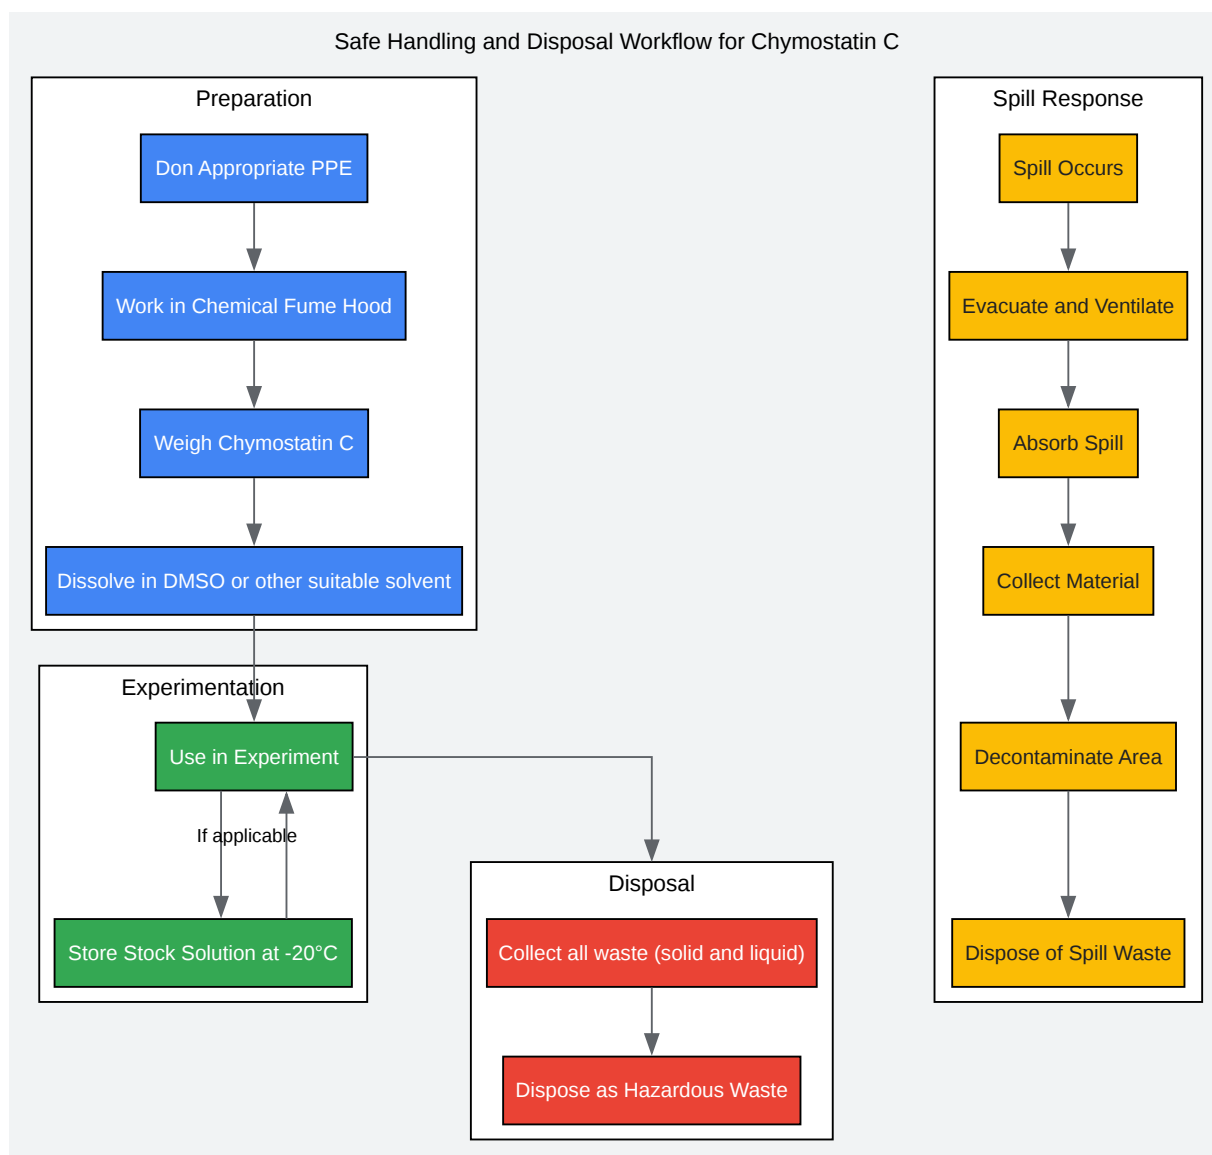 Safe Handling and Disposal Workflow for Chymostatin C
Preparation
Don Appropriate PPE
Work in Chemical Fume Hood
Weigh Chymostatin C
Dissolve in DMSO or other suitable solvent
Experimentation
Use in Experiment
If applicable
Store Stock Solution at -20°C
Disposal
Collect all waste (solid and liquid)
Dispose as Hazardous Waste
Spill Response
Spill Occurs
Evacuate and Ventilate
Absorb Spill
Collect Material
Decontaminate Area
Dispose of Spill Waste